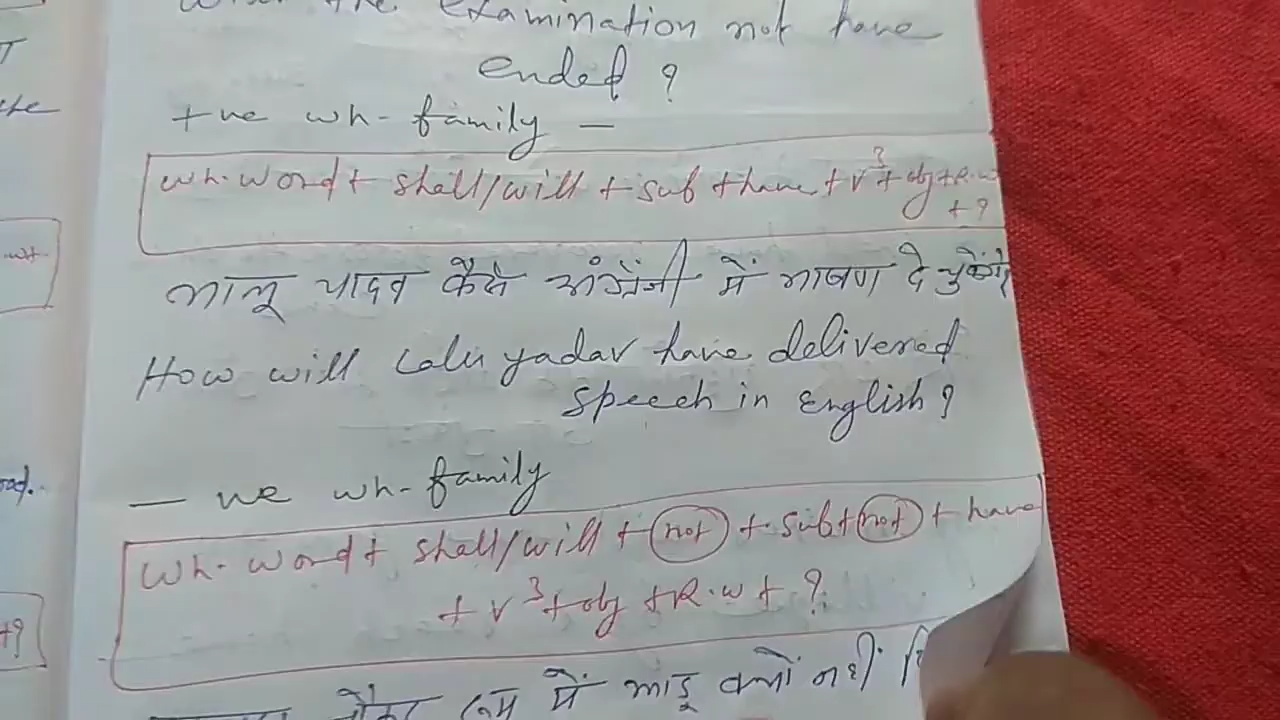 the examination not have
ended ?
+ve wh- family —
Wh. word + shall/will + sub + have + v³ + obj + R.w
+ ?
लालू यादव कैसे अंग्रेजी में भाषण दे चुकेंगे
How will Lalu yadav have delivered
speech in English ?
— ve wh- family
Wh. word + shall/will + not + sub + not + have
+ v³ + obj + R.w + ?
रूम में झाडू क्यों नहीं